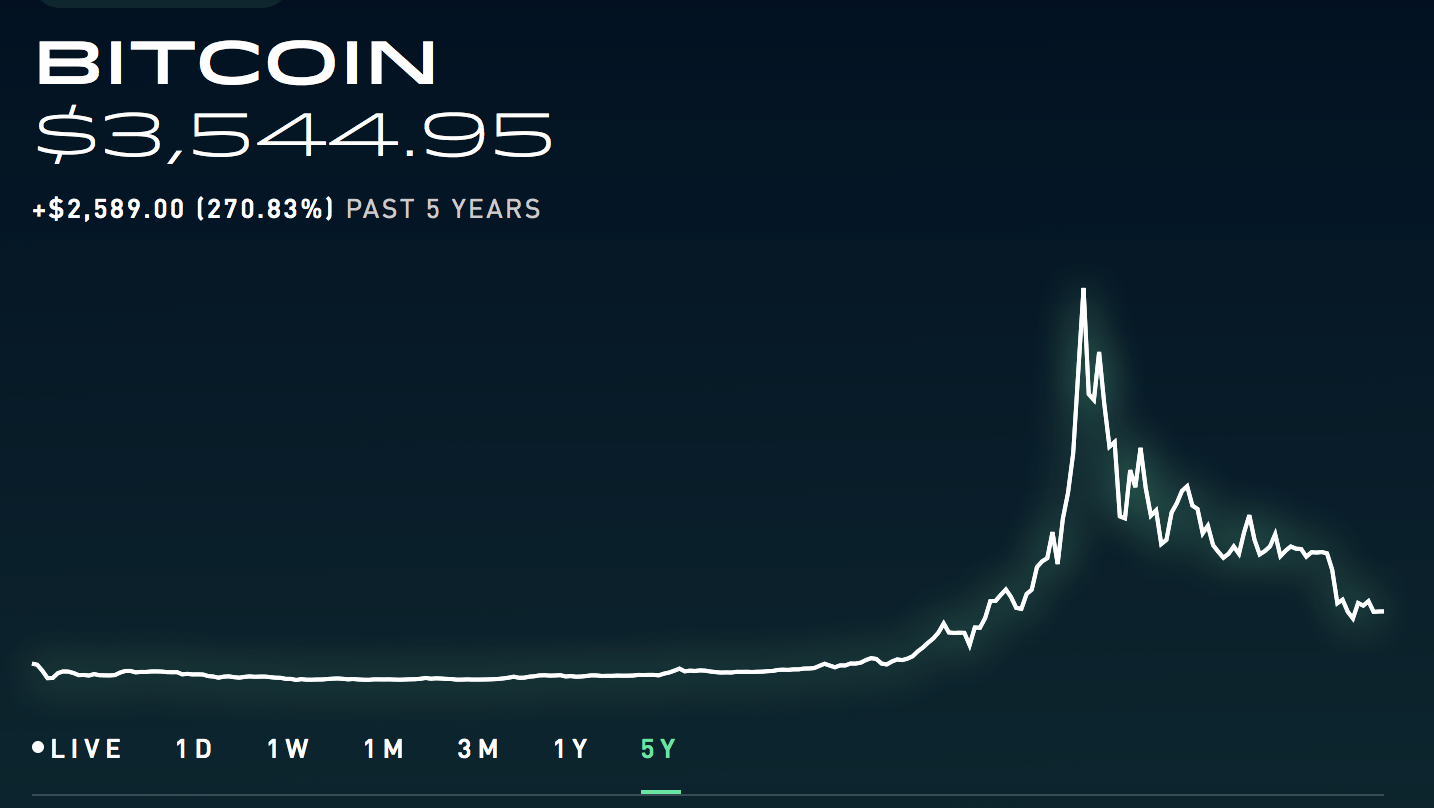 BITCOIN
$3,544.95
+$2,589.00 (270.83%) PAST 5 YEARS
LIVE 1D 1W 1M 3M 1Y 5Y